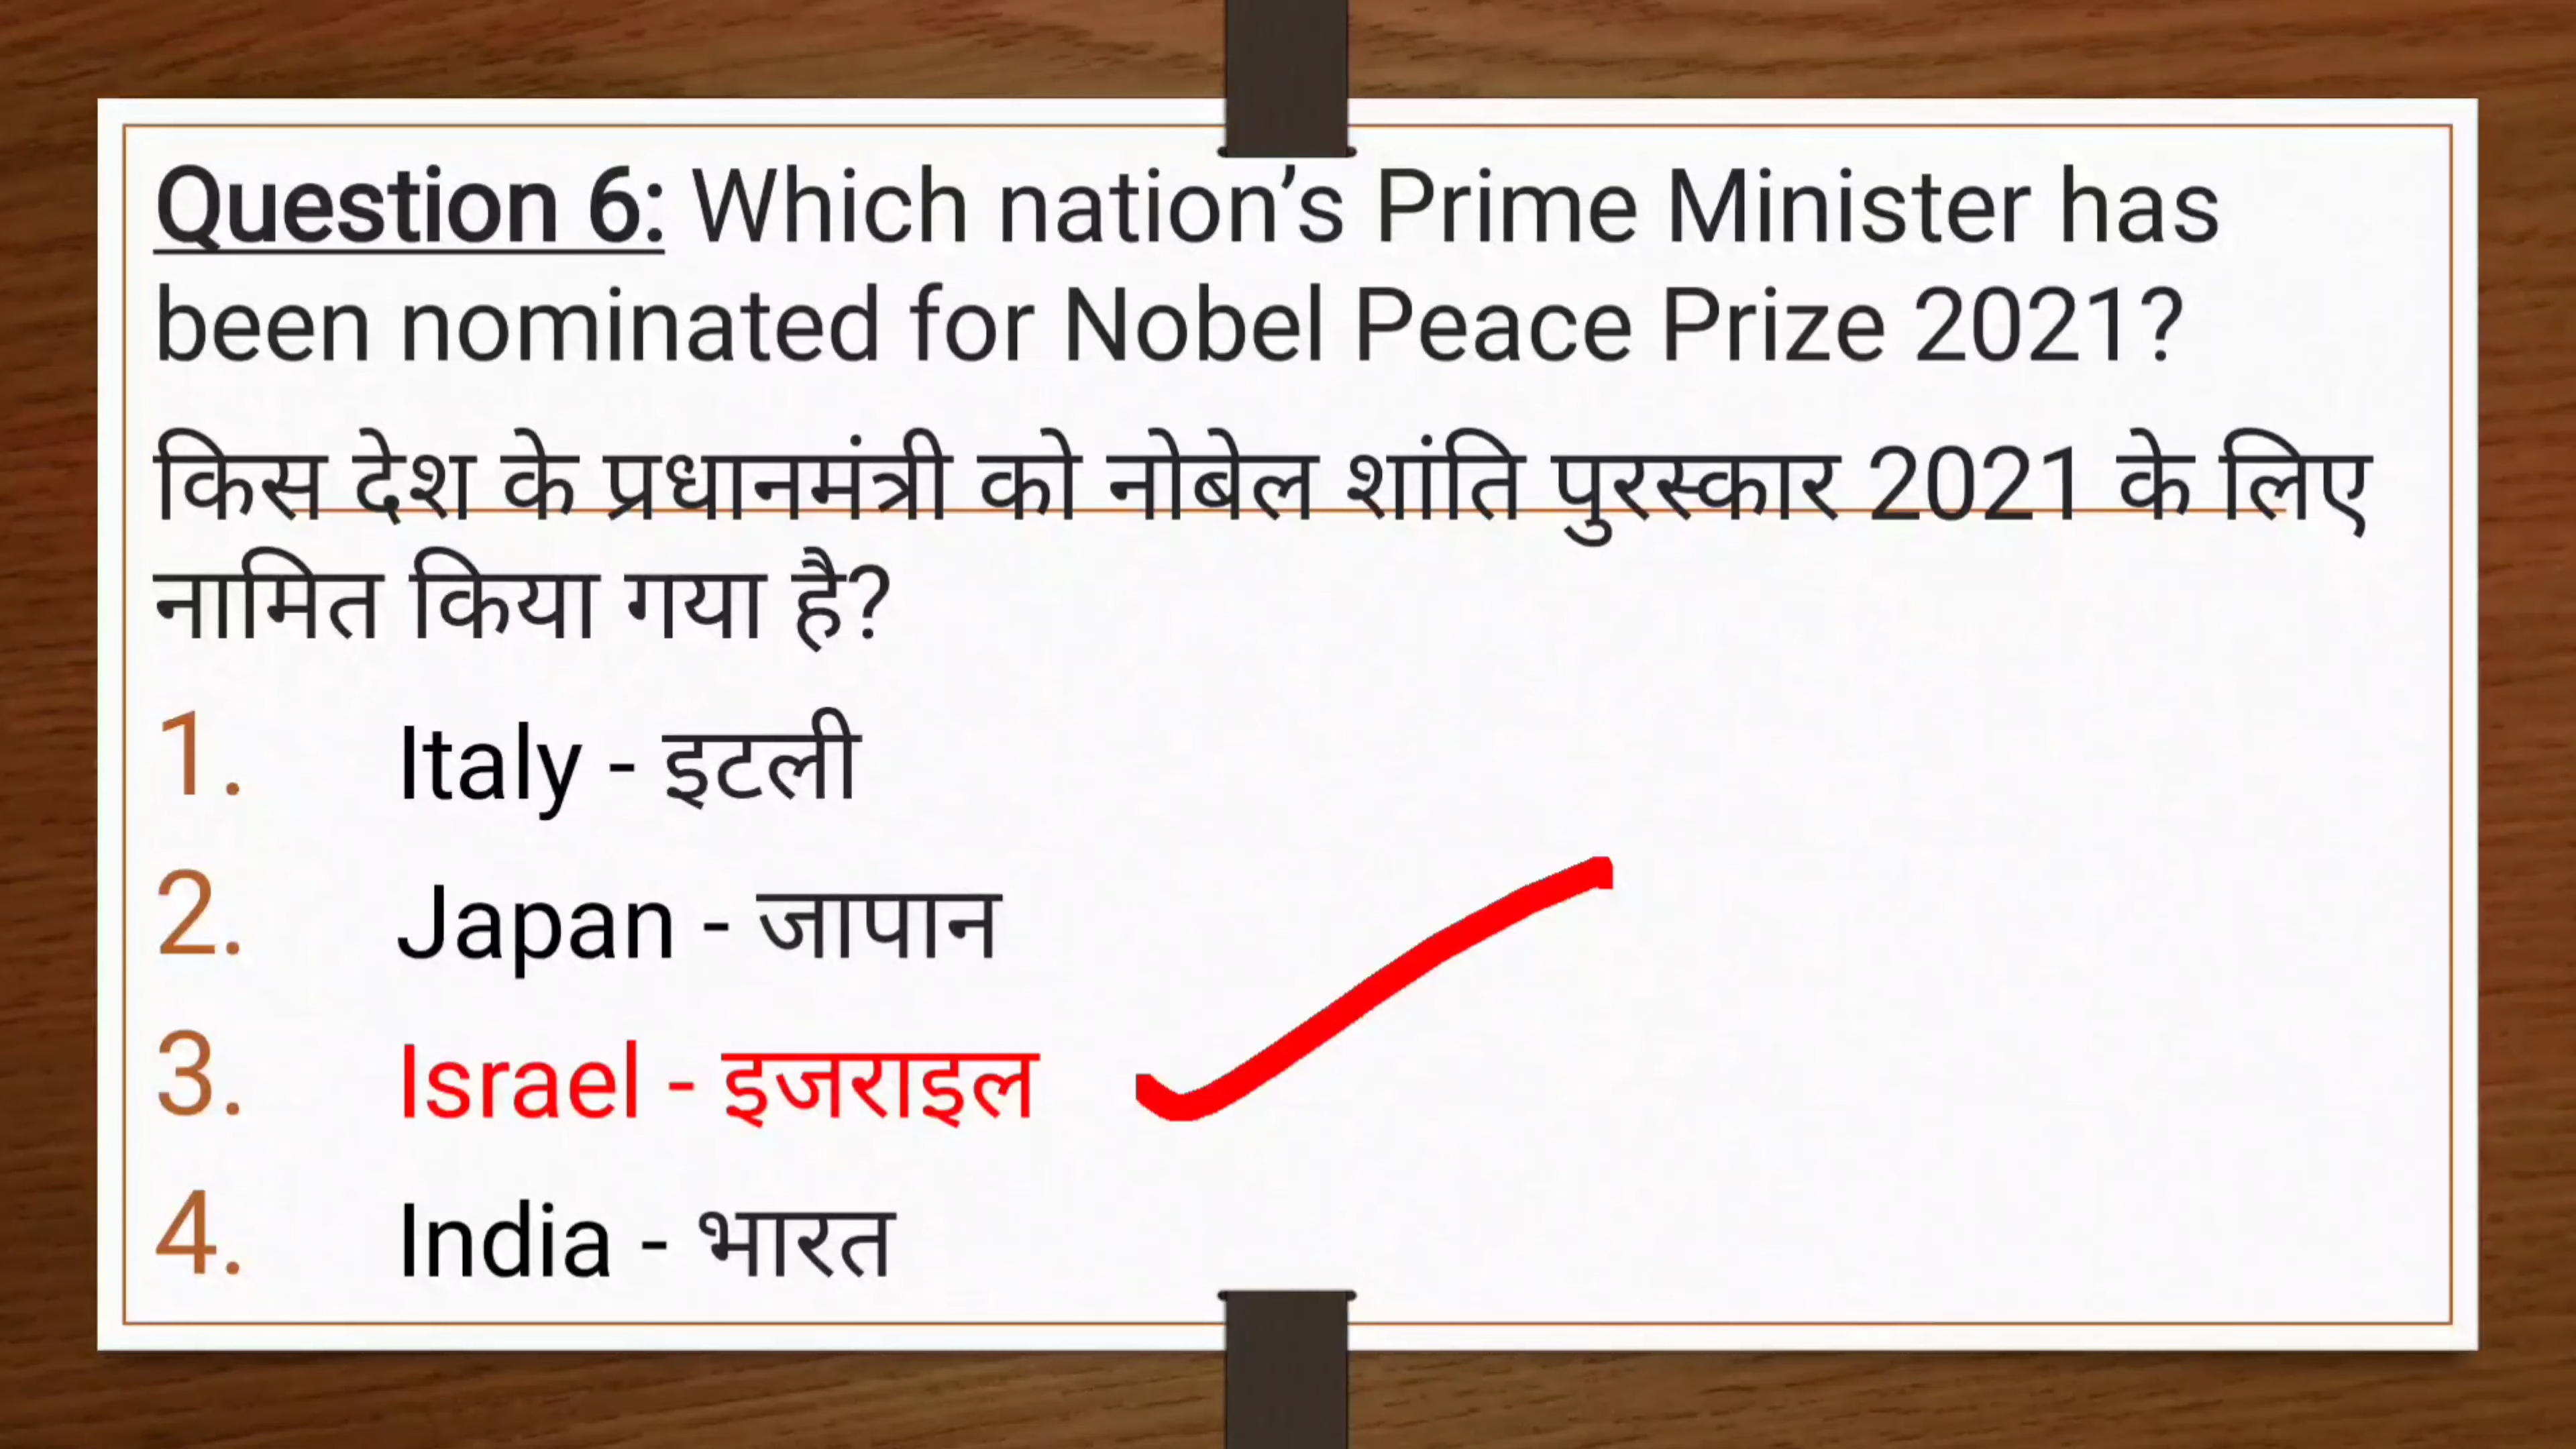 Question 6: Which nation’s Prime Minister has
been nominated for Nobel Peace Prize 2021?
किस देश के प्रधानमंत्री को नोबेल शांति पुरस्कार 2021 के लिए
नामित किया गया है?
1. Italy - इटली
2. Japan - जापान
3. Israel - इजराइल
4. India - भारत